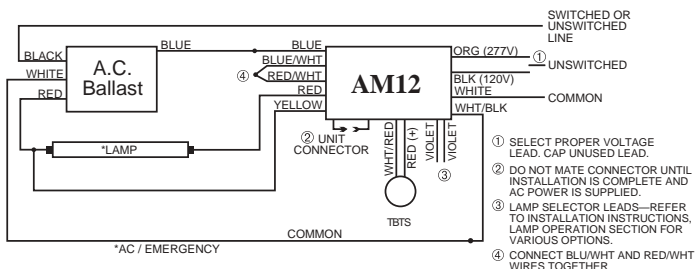 SWITCHED OR
UNSWITCHED
LINE
BLACK
BLUE
BLUE
ORG (277V)
①
BLUE/WHT
UNSWITCHED
WHITE
A.C.
Ballast
④
RED/WHT
AM12
BLK (120V)
RED
RED
WHITE
COMMON
YELLOW
WHT/BLK
② UNIT
CONNECTOR
WHT/RED
RED (+)
VIOLET
VIOLET
*LAMP
③
TBTS
COMMON
*AC / EMERGENCY
① SELECT PROPER VOLTAGE
LEAD. CAP UNUSED LEAD.
② DO NOT MATE CONNECTOR UNTIL
INSTALLATION IS COMPLETE AND
AC POWER IS SUPPLIED.
③ LAMP SELECTOR LEADS—REFER
TO INSTALLATION INSTRUCTIONS,
LAMP OPERATION SECTION FOR
VARIOUS OPTIONS.
④ CONNECT BLU/WHT AND RED/WHT
WIRES TOGETHER